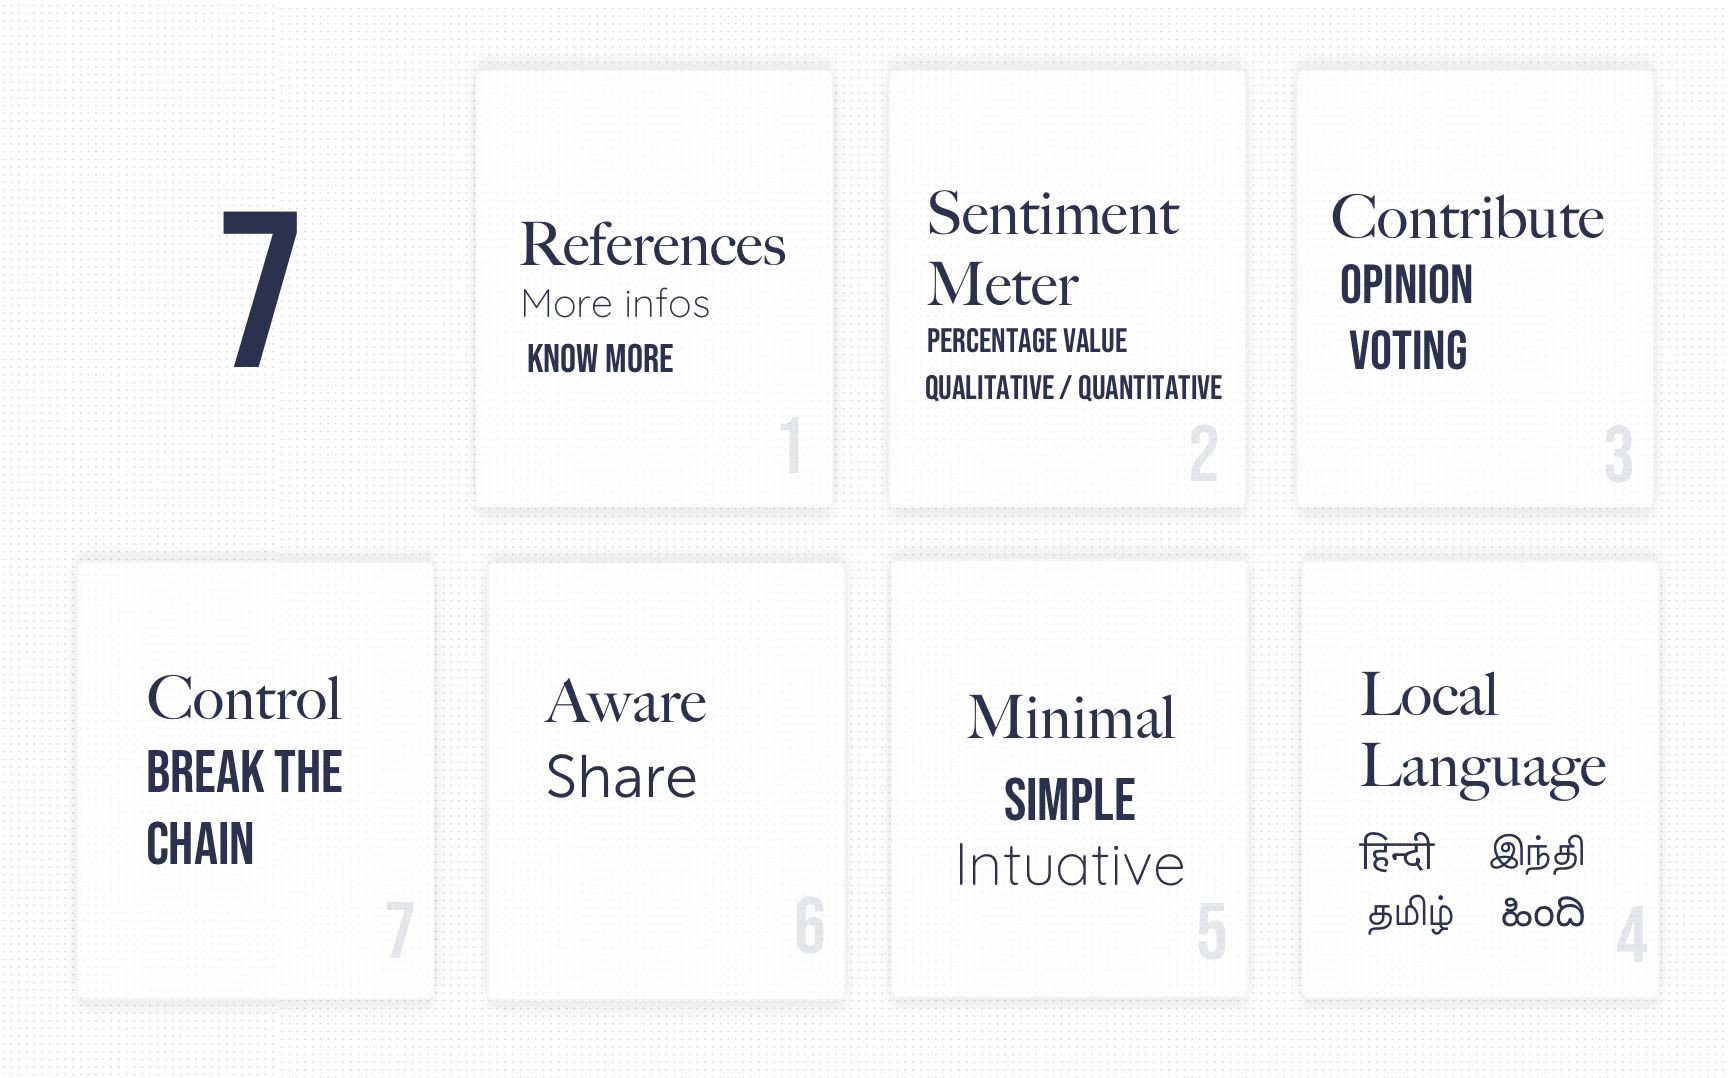 7
References
More infos
KNOW MORE
1
Sentiment
Meter
PERCENTAGE VALUE
QUALITATIVE / QUANTITATIVE
2
Contribute
OPINION
VOTING
3
Control
BREAK THE
CHAIN
7
Aware
Share
6
Minimal
SIMPLE
Intuative
5
Local
Language
हिन्दी இந்தி
தமிழ் ಹಿಂದಿ
4